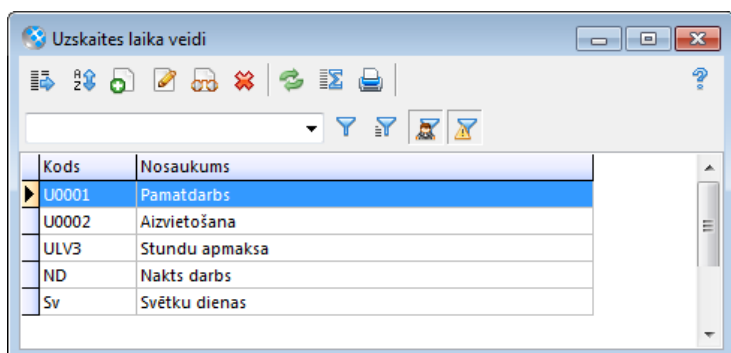 Uzskaites laika veidi
Kods Nosaukums
U0001 Pamatdarbs
U0002 Aizvietošana
ULV3 Stundu apmaksa
ND Nakts darbs
Sv Svētku dienas